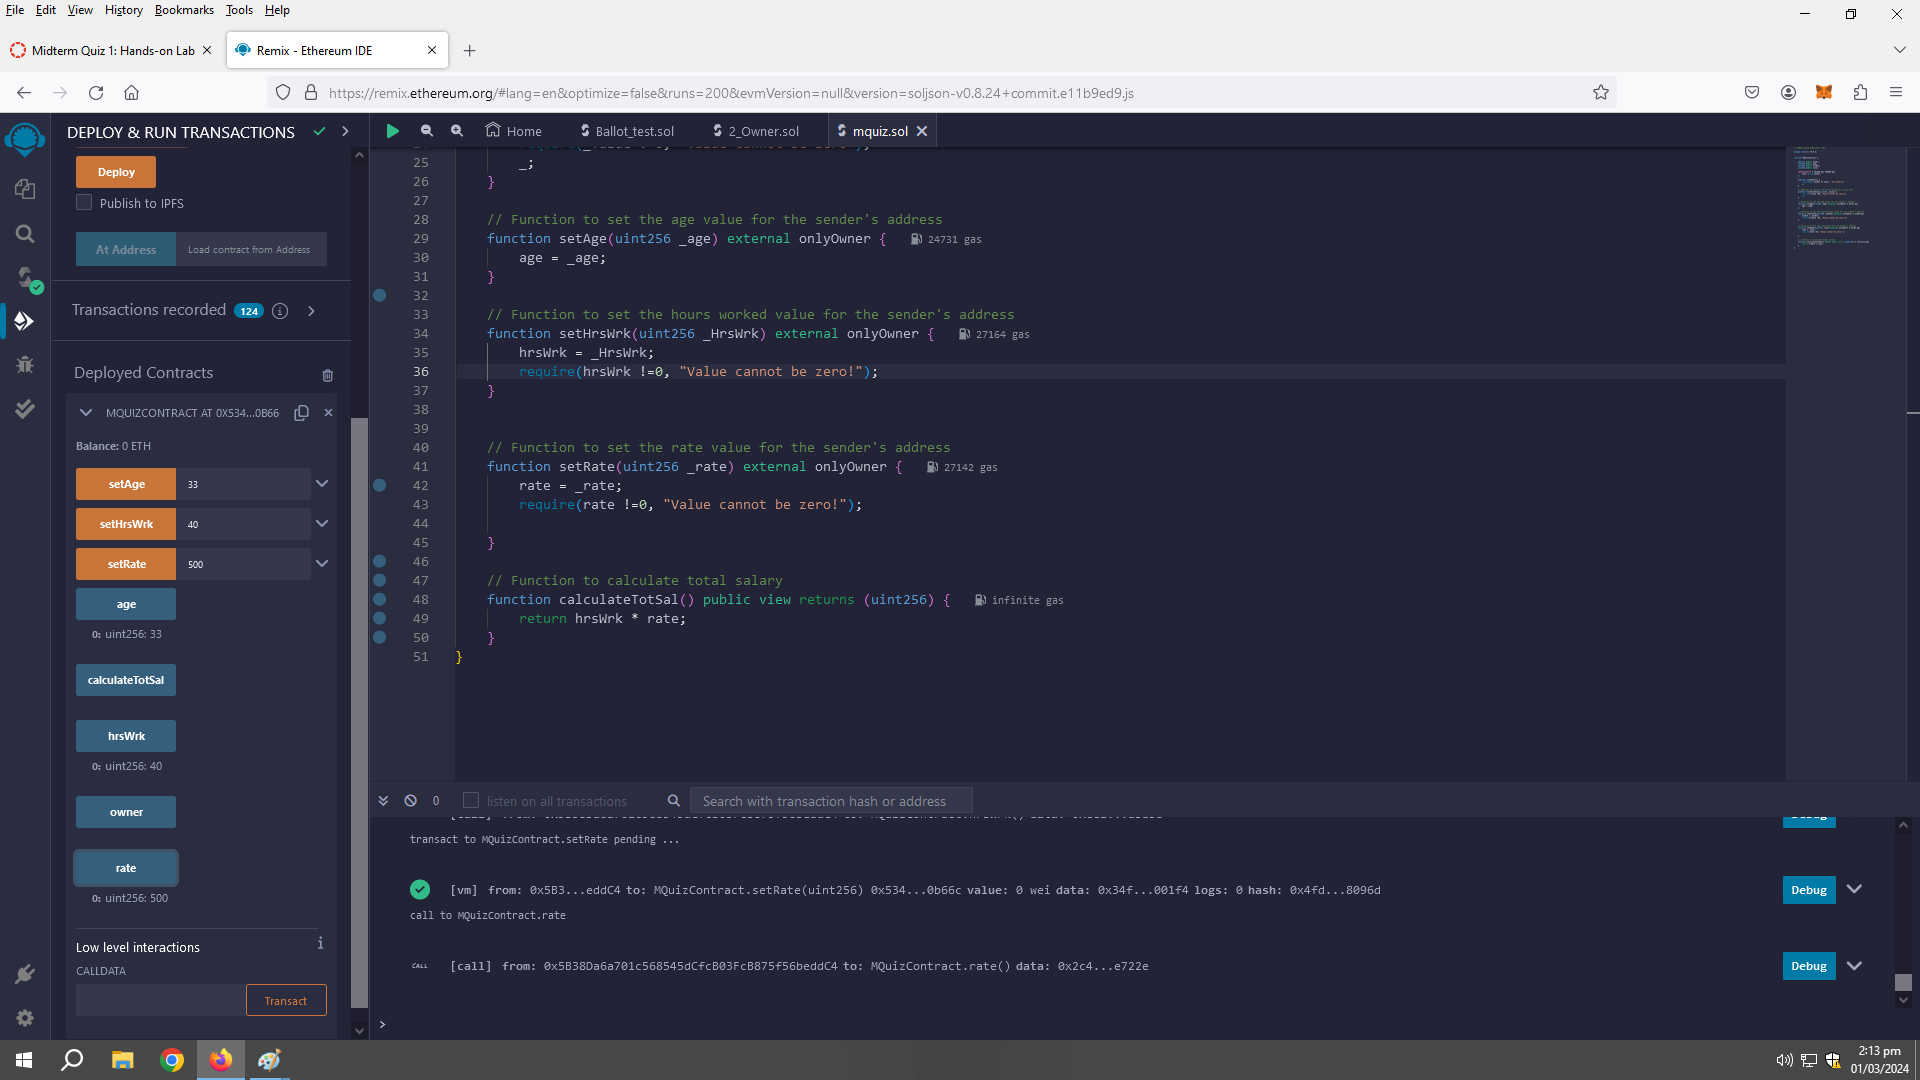 File Edit View History Bookmarks Tools Help
Midterm Quiz 1: Hands-on Lab
Remix - Ethereum IDE
https://remix.ethereum.org/#lang=en&optimize=false&runs=200&evmVersion=null&version=soljson-v0.8.24+commit.e11b9ed9.js
DEPLOY & RUN TRANSACTIONS
Home
Ballot_test.sol
2_Owner.sol
mquiz.sol
Deploy
Publish to IPFS
At Address
Load contract from Address
Transactions recorded 124
Deployed Contracts
MQUIZCONTRACT AT 0X534...0B66
Balance: 0 ETH
setAge 33
setHrsWrk 40
setRate 500
age
0: uint256: 33
calculateTotSal
hrsWrk
0: uint256: 40
owner
rate
0: uint256: 500
Low level interactions
CALLDATA
Transact
25 _;
26 }
27
28 // Function to set the age value for the sender's address
29 function setAge(uint256 _age) external onlyOwner { 24731 gas
30 age = _age;
31 }
32
33 // Function to set the hours worked value for the sender's address
34 function setHrsWrk(uint256 _HrsWrk) external onlyOwner { 27164 gas
35 hrsWrk = _HrsWrk;
36 require(hrsWrk !=0, "Value cannot be zero!");
37 }
38
39
40 // Function to set the rate value for the sender's address
41 function setRate(uint256 _rate) external onlyOwner { 27142 gas
42 rate = _rate;
43 require(rate !=0, "Value cannot be zero!");
44
45 }
46
47 // Function to calculate total salary
48 function calculateTotSal() public view returns (uint256) { infinite gas
49 return hrsWrk * rate;
50 }
51 }
0
listen on all transactions
Search with transaction hash or address
transact to MQuizContract.setRate pending ...
[vm] from: 0x5B3...eddC4 to: MQuizContract.setRate(uint256) 0x534...0b66c value: 0 wei data: 0x34f...001f4 logs: 0 hash: 0x4fd...8096d
Debug
call to MQuizContract.rate
CALL [call] from: 0x5B38Da6a701c568545dCfcB03FcB875f56beddC4 to: MQuizContract.rate() data: 0x2c4...e722e
Debug
>
2:13 pm
01/03/2024